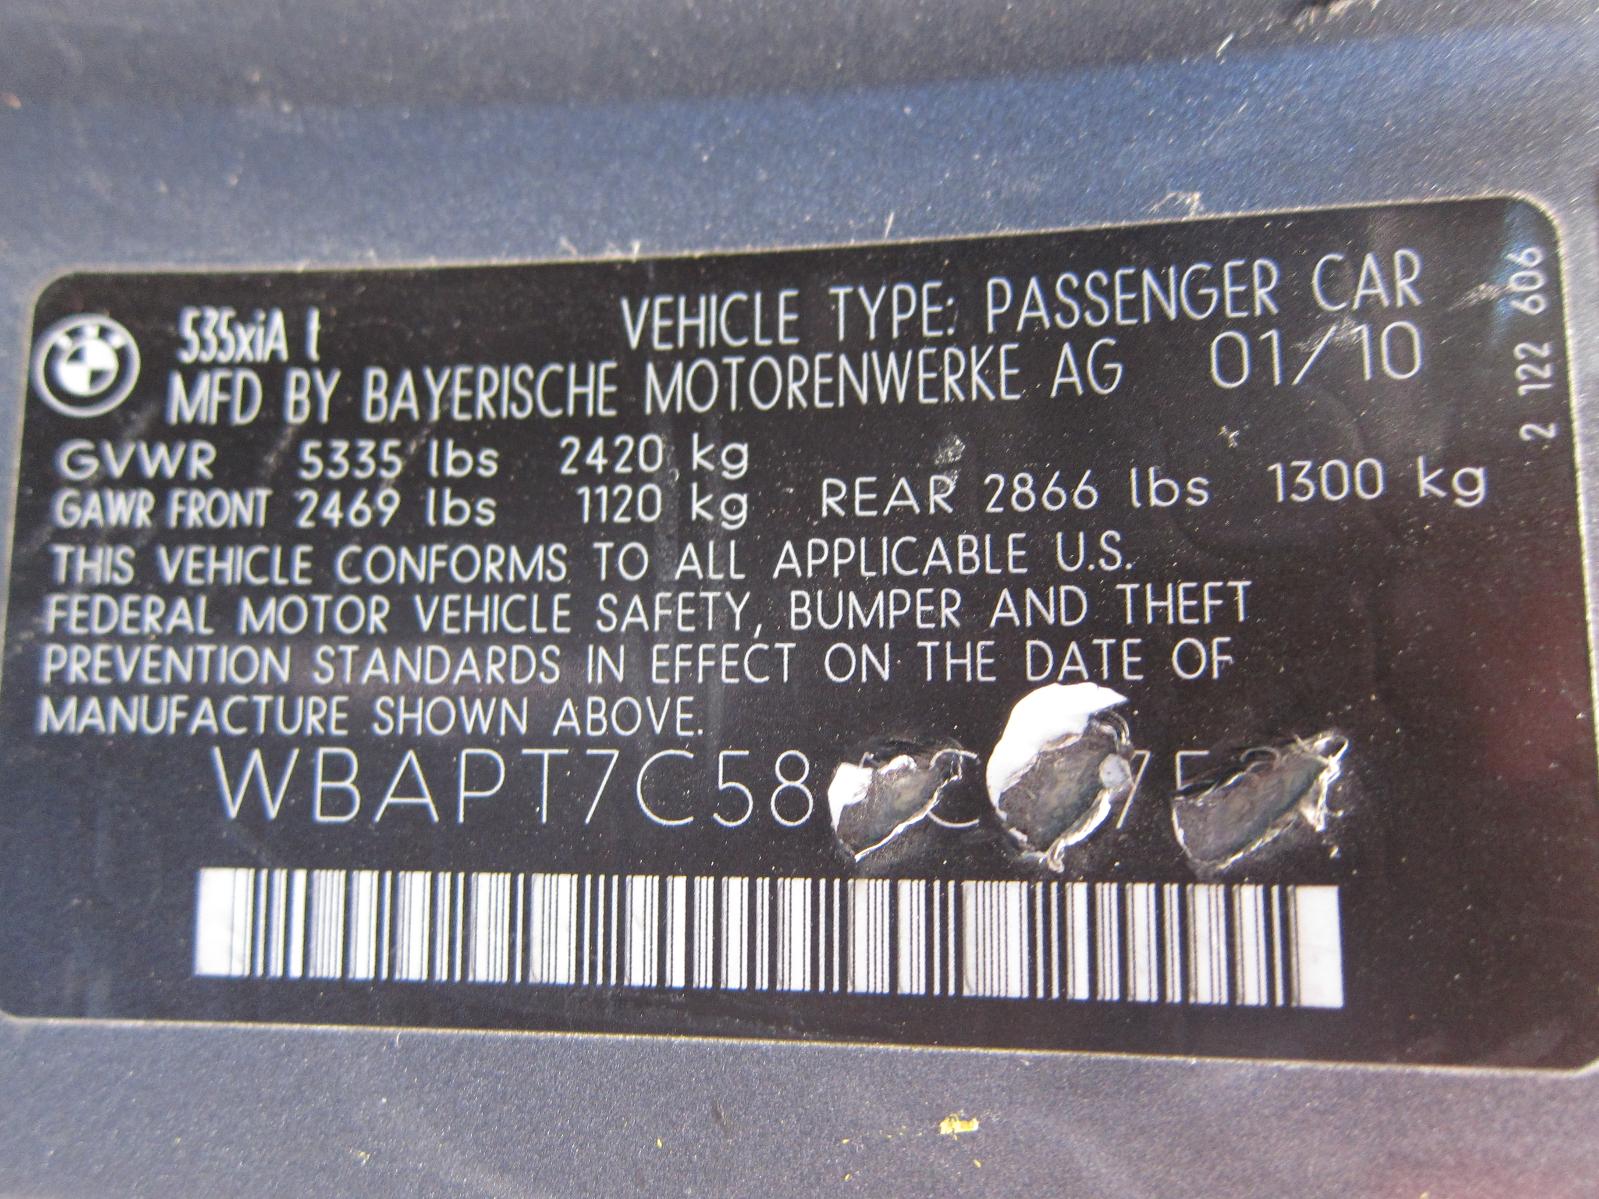 535xiA t VEHICLE TYPE: PASSENGER CAR
MFD BY BAYERISCHE MOTORENWERKE AG 01/10
GVWR 5335 lbs 2420 kg
GAWR FRONT 2469 lbs 1120 kg REAR 2866 lbs 1300 kg
THIS VEHICLE CONFORMS TO ALL APPLICABLE U.S.
FEDERAL MOTOR VEHICLE SAFETY, BUMPER AND THEFT
PREVENTION STANDARDS IN EFFECT ON THE DATE OF
MANUFACTURE SHOWN ABOVE.
2 122 606